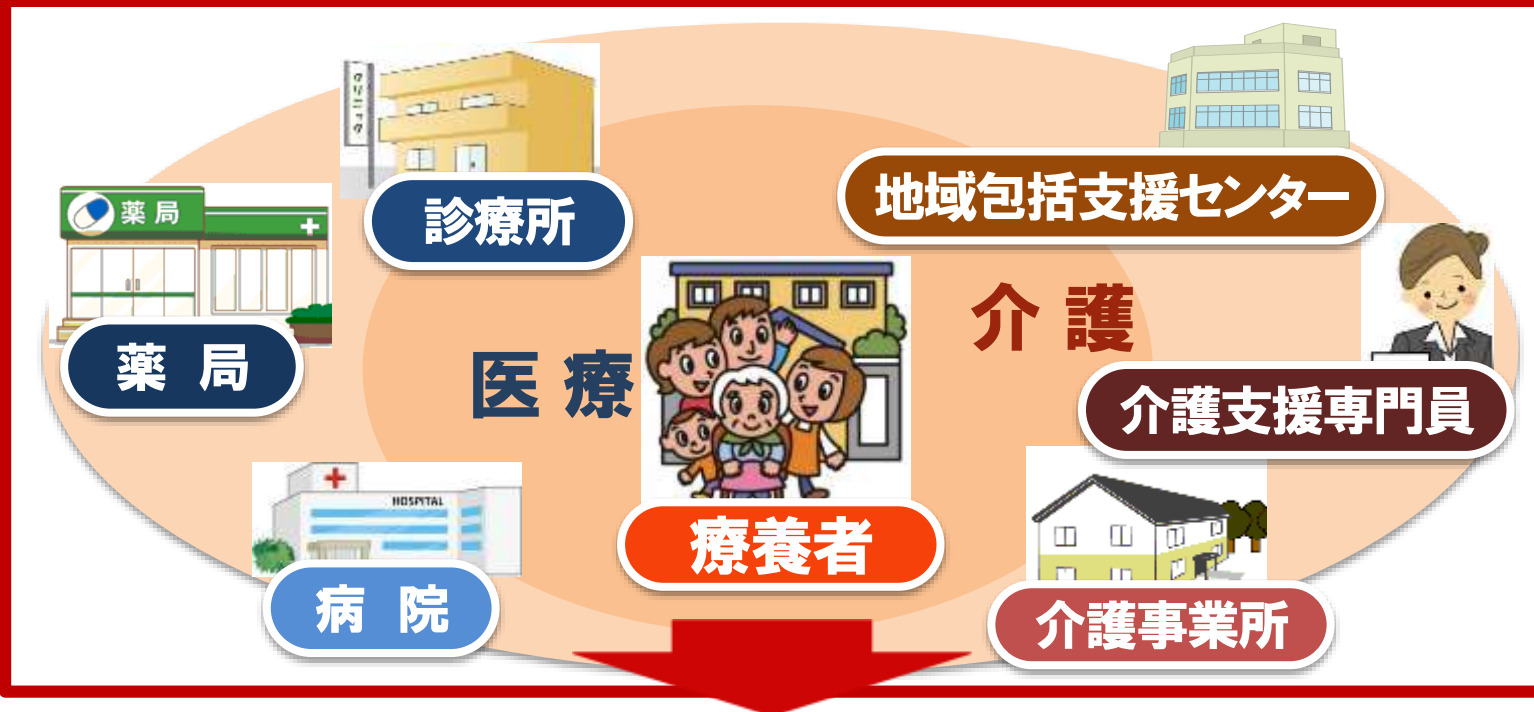 診療所
地域包括支援センター
薬局
薬 局
介 護
医 療
介護支援専門員
HOSPITAL
療養者
病 院
介護事業所